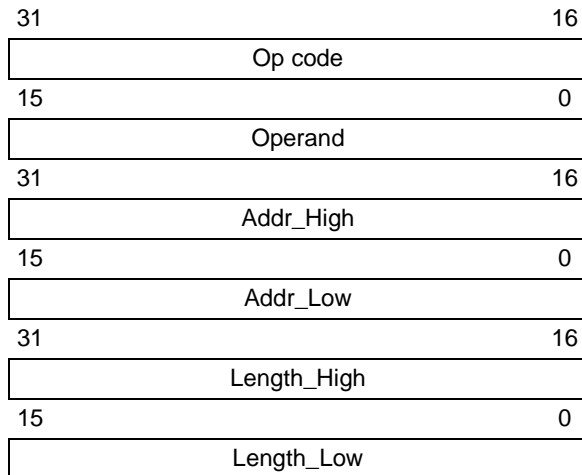 31 16
Op code
15 0
Operand
31 16
Addr_High
15 0
Addr_Low
31 16
Length_High
15 0
Length_Low